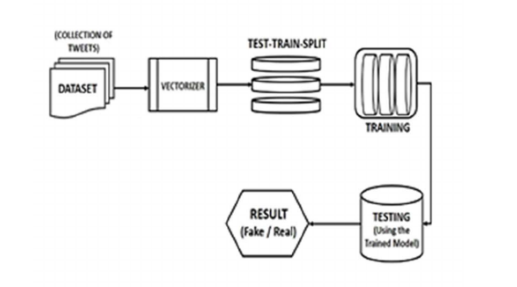 (COLLECTION OF
TWEETS)
DATASET
VECTORIZER
TEST-TRAIN-SPLIT
TRAINING
RESULT
(Fake / Real)
TESTING
(Using the
Trained Model)